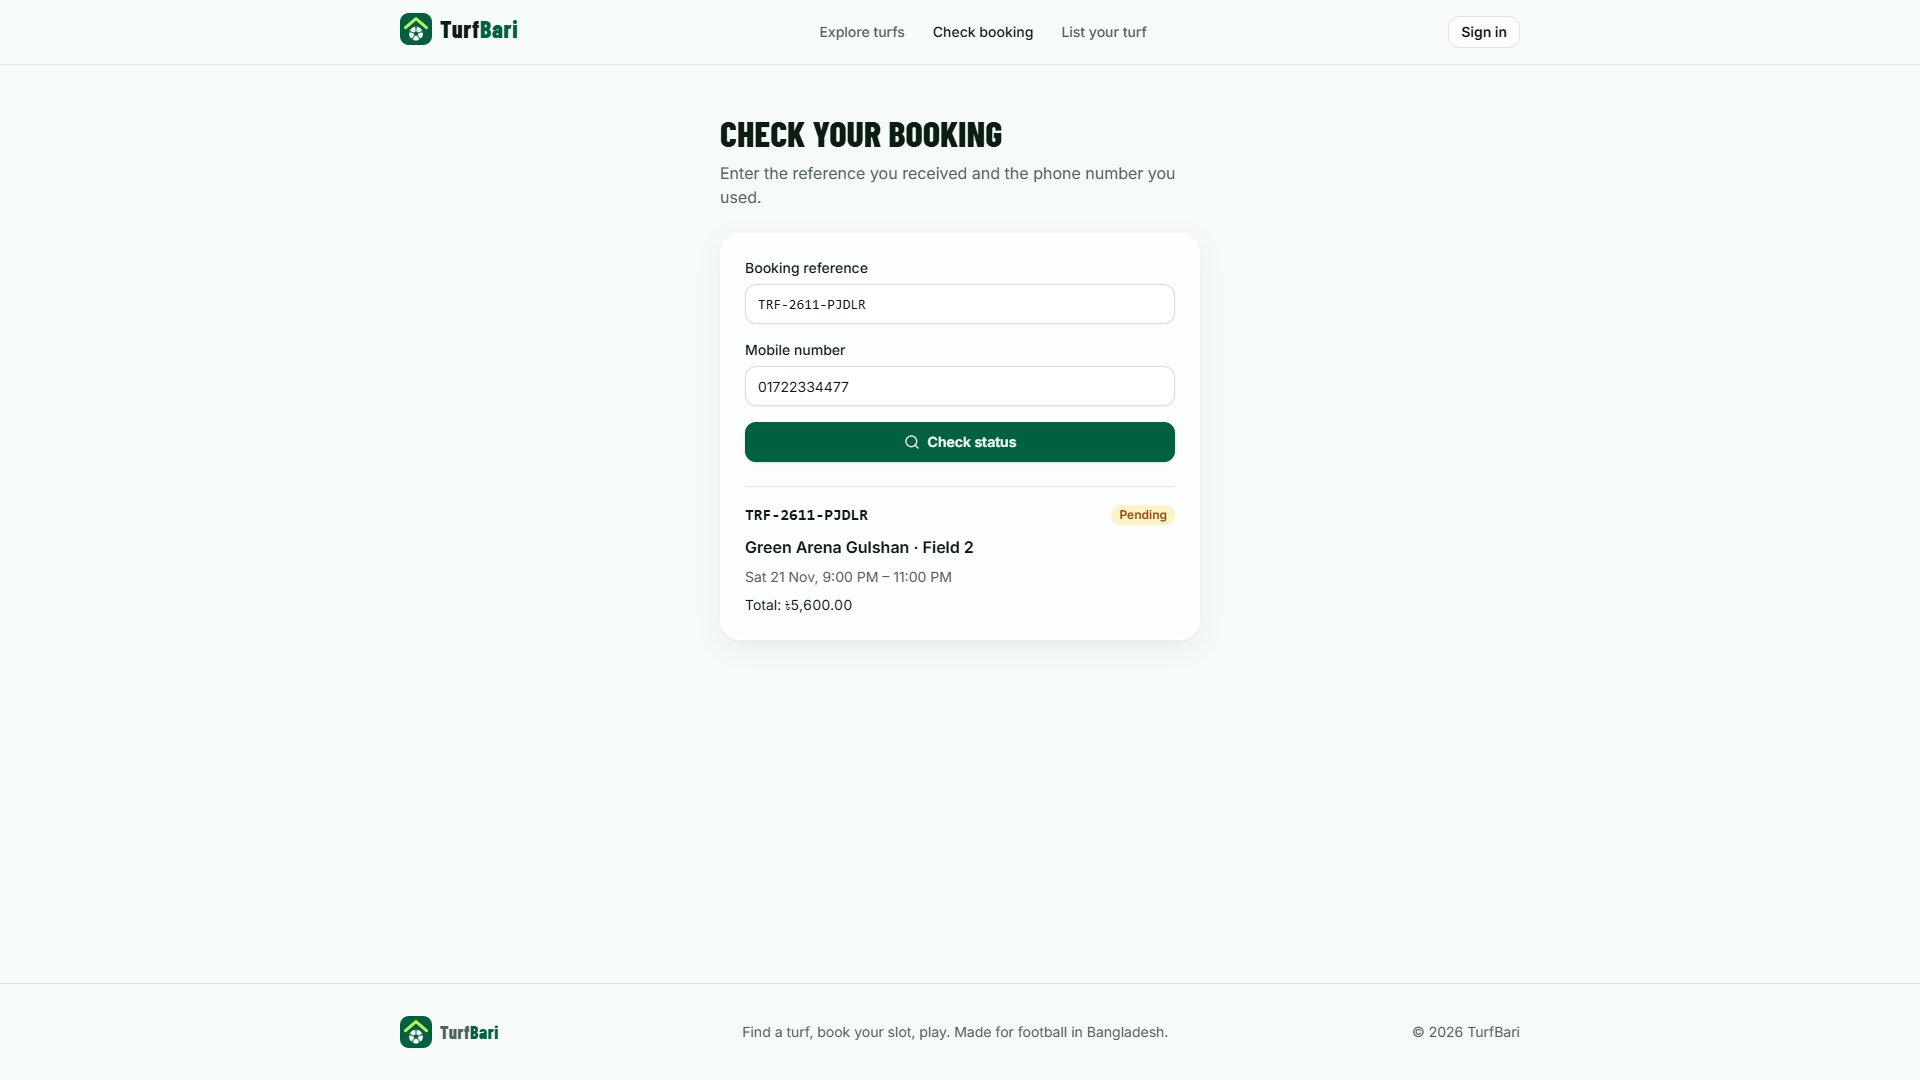 TurfBari
Explore turfs
Check booking
List your turf
Sign in
CHECK YOUR BOOKING
Enter the reference you received and the phone number you
used.
Booking reference
TRF-2611-PJDLR
Mobile number
01722334477
Check status
TRF-2611-PJDLR
Pending
Green Arena Gulshan · Field 2
Sat 21 Nov, 9:00 PM – 11:00 PM
Total: ৳5,600.00
TurfBari
Find a turf, book your slot, play. Made for football in Bangladesh.
© 2026 TurfBari